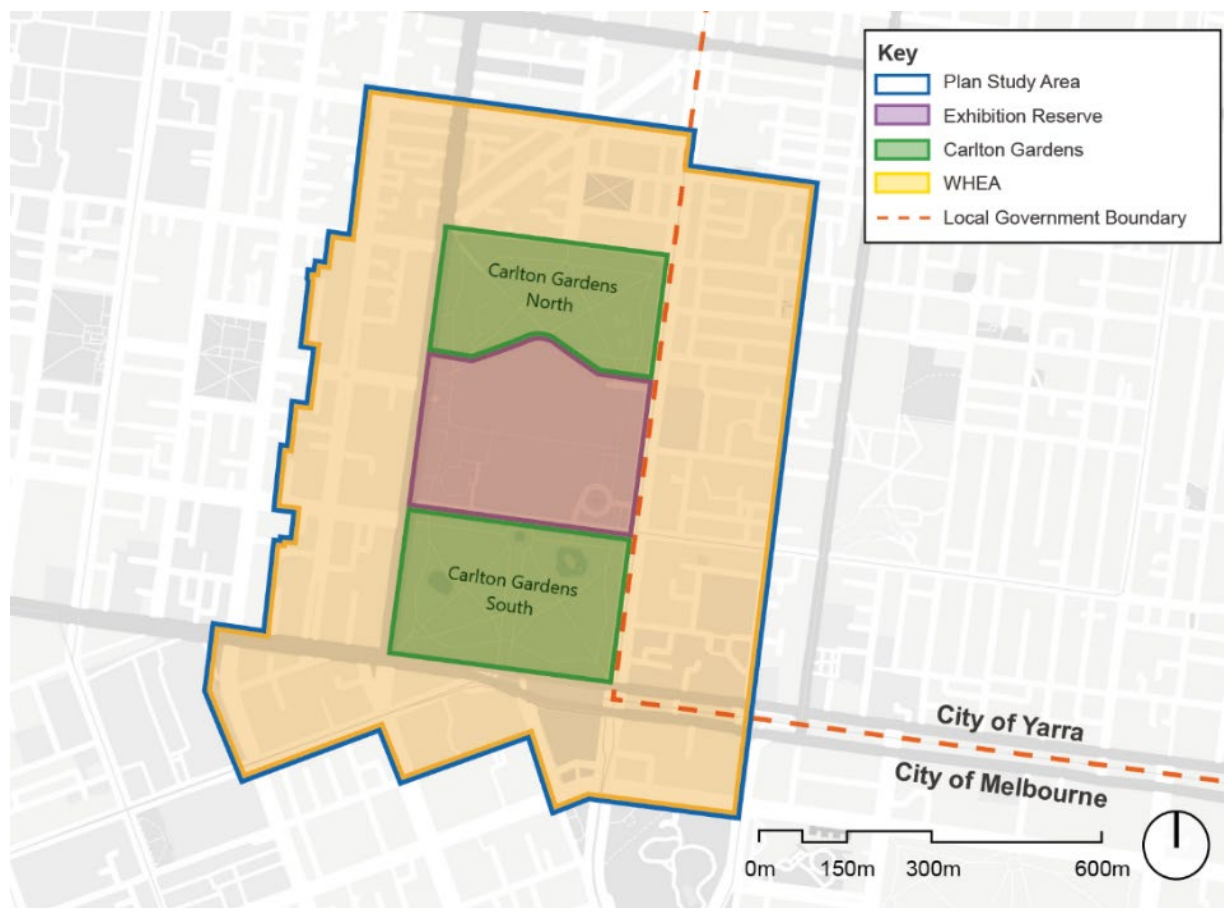 Key
Plan Study Area
Exhibition Reserve
Carlton Gardens
WHEA
Local Government Boundary
Carlton Gardens
North
Carlton Gardens
South
City of Yarra
City of Melbourne
0m 150m 300m 600m